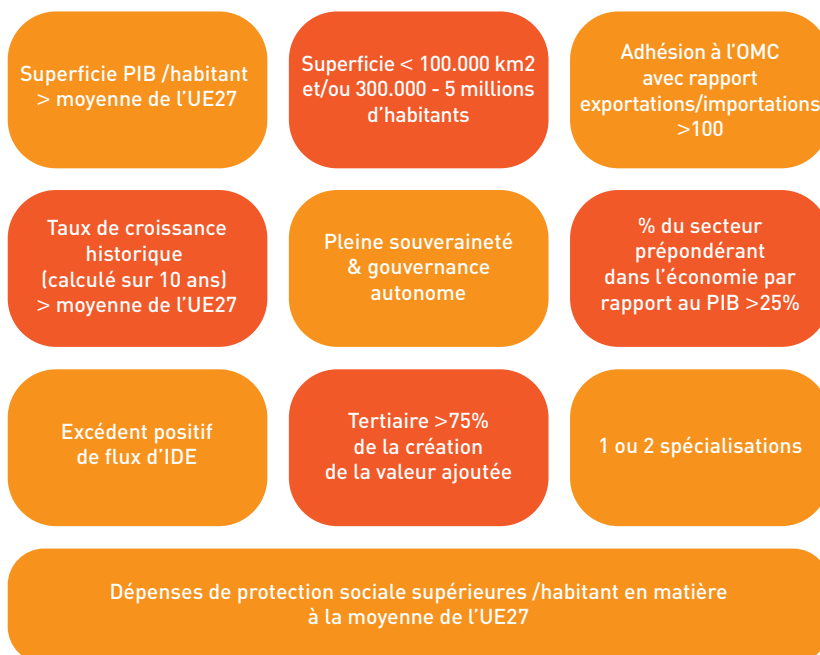 Superficie PIB /habitant
> moyenne de l'UE27
Superficie < 100.000 km2
et/ou 300.000 - 5 millions
d'habitants
Adhésion à l'OMC
avec rapport
exportations/importations
>100
Taux de croissance
historique
(calculé sur 10 ans)
> moyenne de l'UE27
Pleine souveraineté
& gouvernance
autonome
% du secteur
prépondérant
dans l'économie par
rapport au PIB >25%
Excédent positif
de flux d'IDE
Tertiaire >75%
de la création
de la valeur ajoutée
1 ou 2 spécialisations
Dépenses de protection sociale supérieures /habitant en matière
à la moyenne de l'UE27